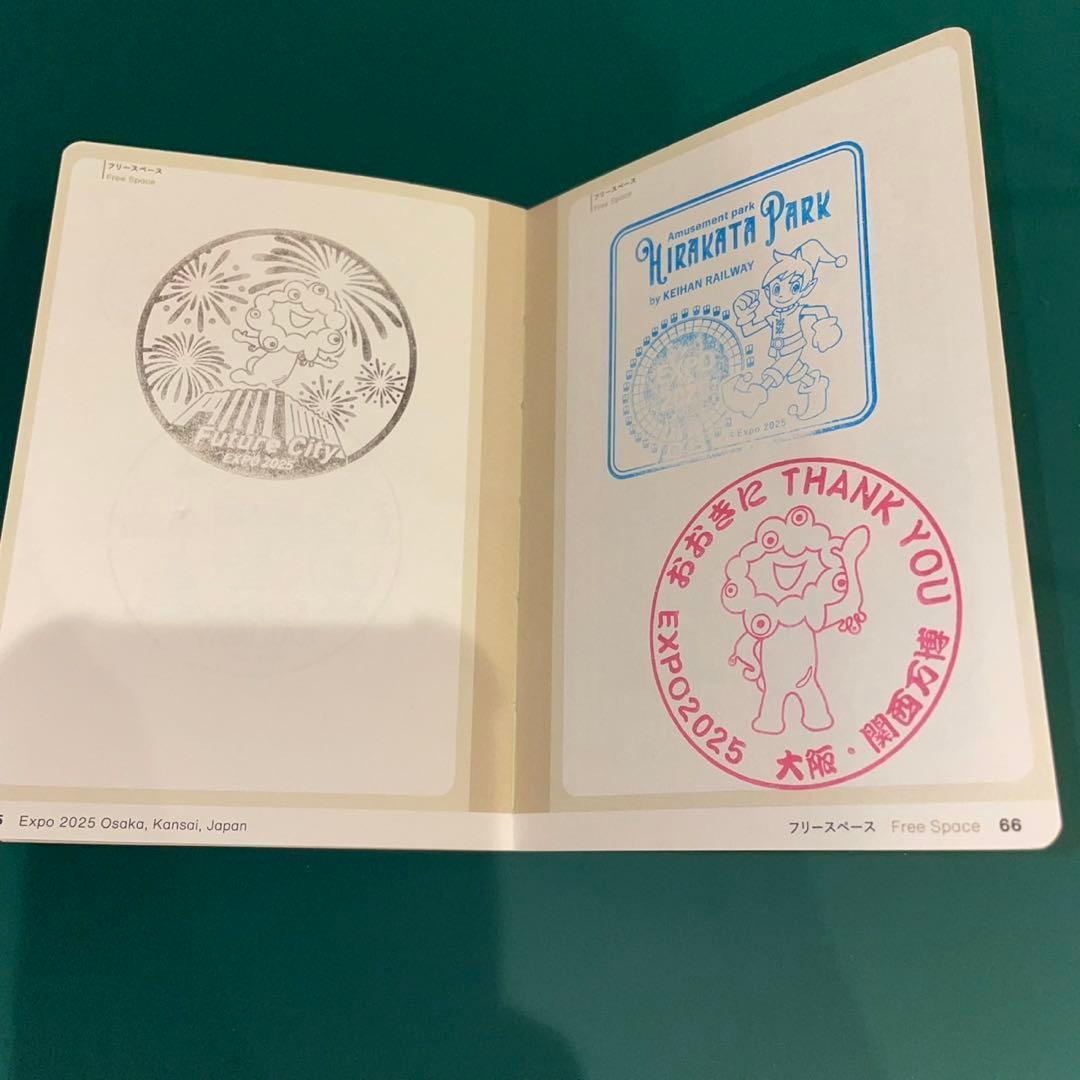 フリースペース
Free Space
Future City
EXPO 2025
Expo 2025 Osaka, Kansai, Japan
フリースペース
Free Space
Amusement park
HIRAKATA PARK
by KEIHAN RAILWAY
© Expo 2025
おおきに THANK YOU
EXPO2025
大阪・関西万博
フリースペース Free Space 66